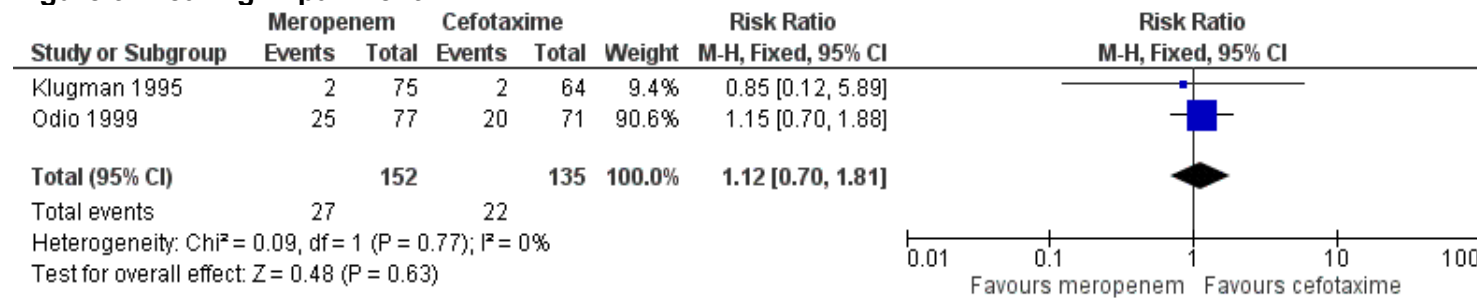 Meropenem Cefotaxime Risk Ratio Risk Ratio
Study or Subgroup Events Total Events Total Weight M-H, Fixed, 95% CI M-H, Fixed, 95% CI
Klugman 1995 2 75 2 64 9.4% 0.85 [0.12, 5.89]
Odio 1999 25 77 20 71 90.6% 1.15 [0.70, 1.88]
Total (95% CI) 152 135 100.0% 1.12 [0.70, 1.81]
Total events 27 22
Heterogeneity: Chi² = 0.09, df = 1 (P = 0.77); I² = 0%
Test for overall effect: Z = 0.48 (P = 0.63)
0.01 0.1 1 10 100
Favours meropenem Favours cefotaxime